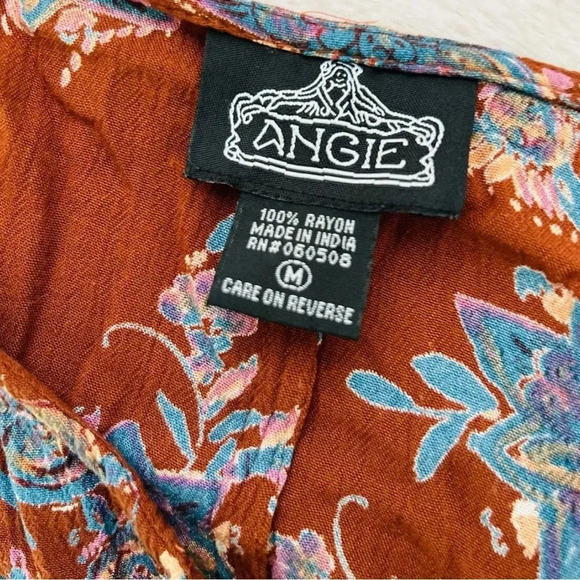 ANGIE
100% RAYON
MADE IN INDIA
RN#060508
M
CARE ON REVERSE